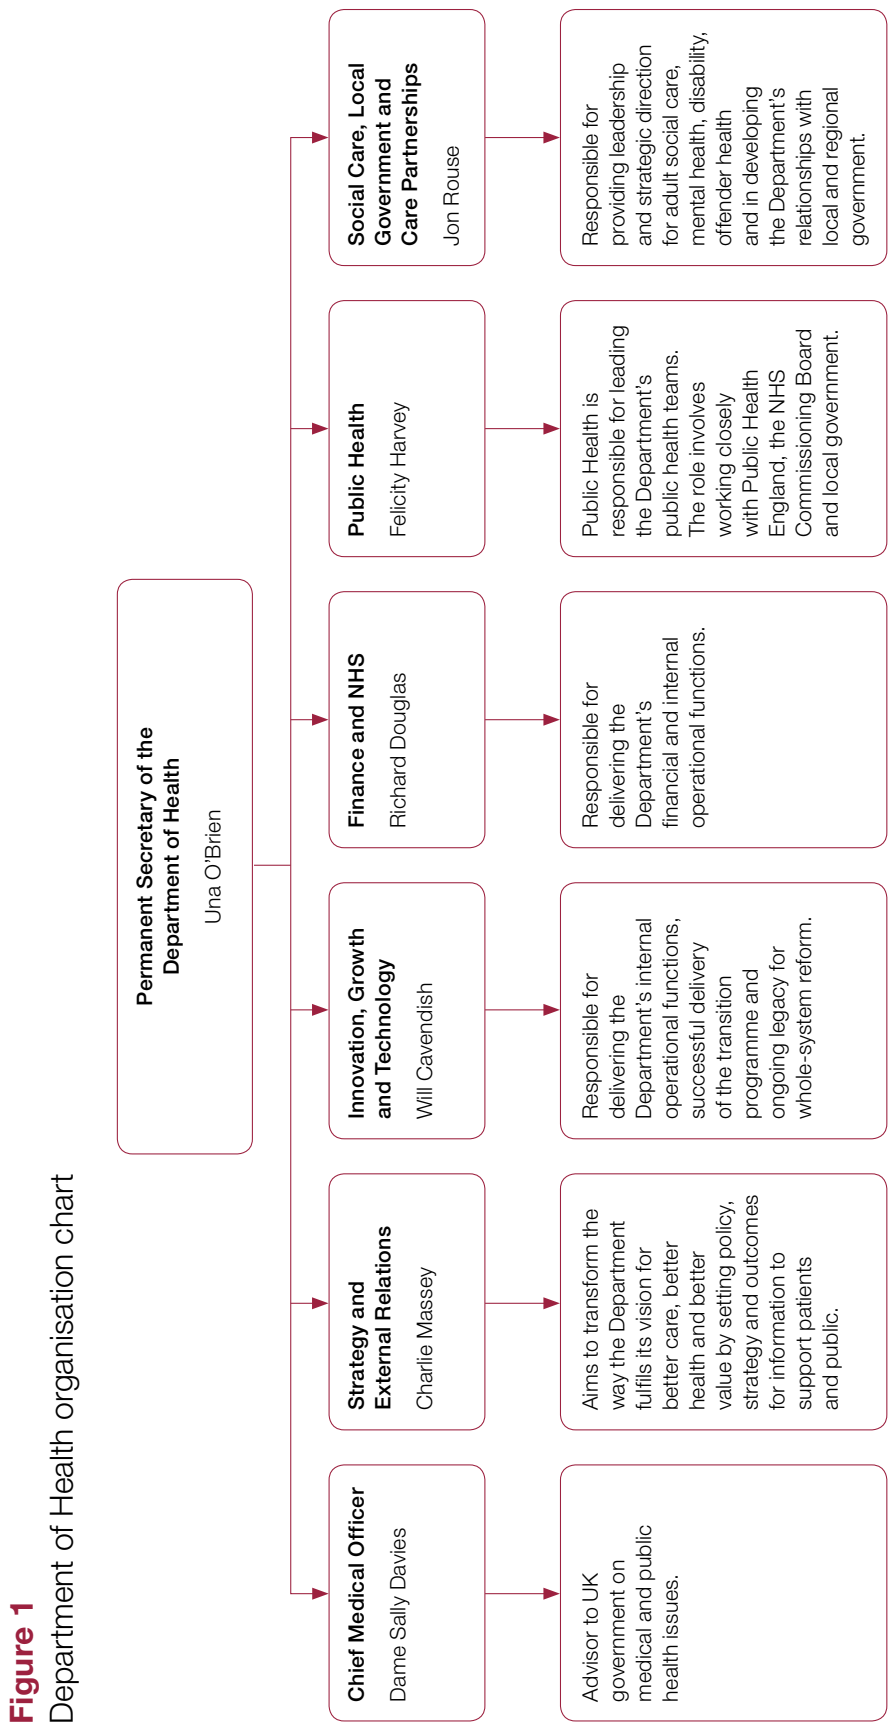 Figure 1
Department of Health organisation chart
Permanent Secretary of the
Department of Health
Una O’Brien
Chief Medical Officer
Dame Sally Davies
Strategy and
External Relations
Charlie Massey
Innovation, Growth
and Technology
Will Cavendish
Finance and NHS
Richard Douglas
Public Health
Felicity Harvey
Social Care, Local
Government and
Care Partnerships
Jon Rouse
Advisor to UK
government on
medical and public
health issues.
Aims to transform the
way the Department
fulfils its vision for
better care, better
health and better
value by setting policy,
strategy and outcomes
for information to
support patients
and public.
Responsible for
delivering the
Department’s internal
operational functions,
successful delivery
of the transition
programme and
ongoing legacy for
whole-system reform.
Responsible for
delivering the
Department’s
financial and internal
operational functions.
Public Health is
responsible for leading
the Department’s
public health teams.
The role involves
working closely
with Public Health
England, the NHS
Commissioning Board
and local government.
Responsible for
providing leadership
and strategic direction
for adult social care,
mental health, disability,
offender health
and in developing
the Department’s
relationships with
local and regional
government.